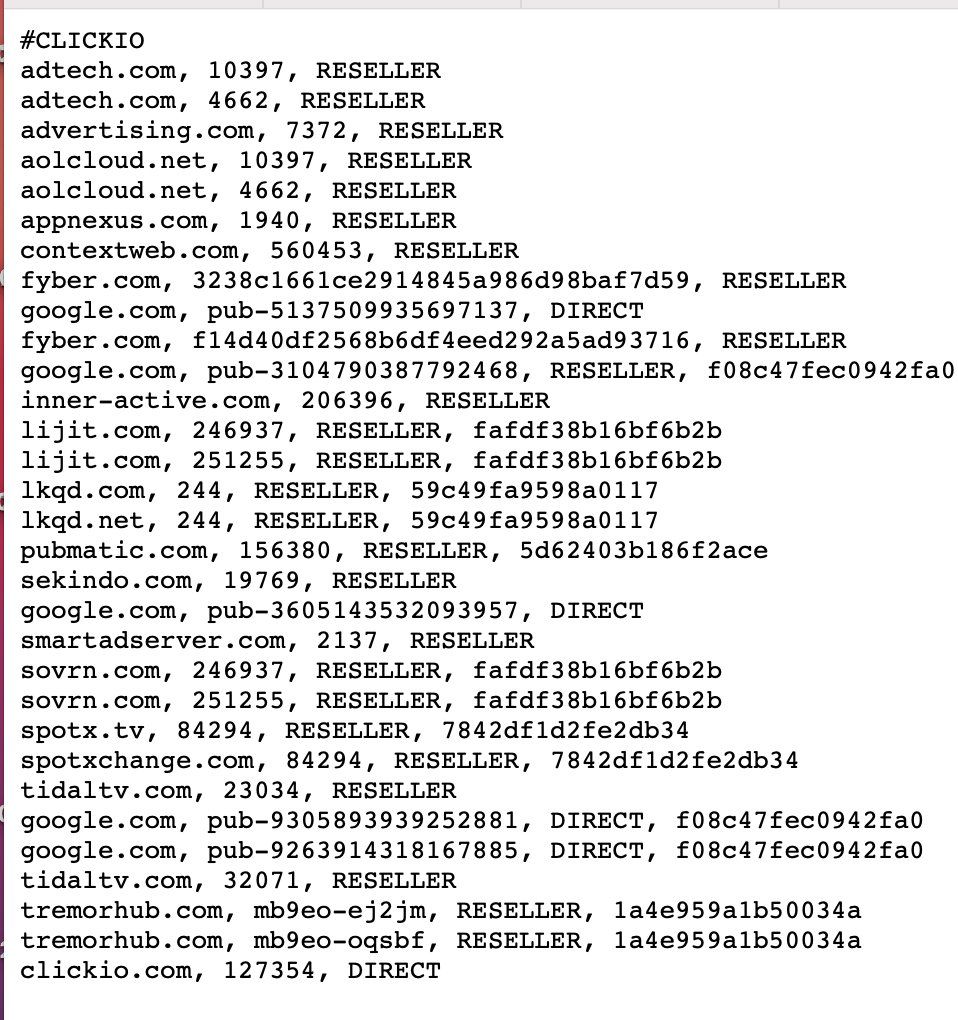 #CLICKIO
adtech.com, 10397, RESELLER
adtech.com, 4662, RESELLER
advertising.com, 7372, RESELLER
aolcloud.net, 10397, RESELLER
aolcloud.net, 4662, RESELLER
appnexus.com, 1940, RESELLER
contextweb.com, 560453, RESELLER
fyber.com, 3238c1661ce2914845a986d98baf7d59, RESELLER
google.com, pub-5137509935697137, DIRECT
fyber.com, f14d40df2568b6df4eed292a5ad93716, RESELLER
google.com, pub-3104790387792468, RESELLER, f08c47fec0942fa0
inner-active.com, 206396, RESELLER
lijit.com, 246937, RESELLER, fafdf38b16bf6b2b
lijit.com, 251255, RESELLER, fafdf38b16bf6b2b
lkqd.com, 244, RESELLER, 59c49fa9598a0117
lkqd.net, 244, RESELLER, 59c49fa9598a0117
pubmatic.com, 156380, RESELLER, 5d62403b186f2ace
sekindo.com, 19769, RESELLER
google.com, pub-3605143532093957, DIRECT
smartadserver.com, 2137, RESELLER
sovrn.com, 246937, RESELLER, fafdf38b16bf6b2b
sovrn.com, 251255, RESELLER, fafdf38b16bf6b2b
spotx.tv, 84294, RESELLER, 7842df1d2fe2db34
spotxchange.com, 84294, RESELLER, 7842df1d2fe2db34
tidaltv.com, 23034, RESELLER
google.com, pub-9305893939252881, DIRECT, f08c47fec0942fa0
google.com, pub-9263914318167885, DIRECT, f08c47fec0942fa0
tidaltv.com, 32071, RESELLER
tremorhub.com, mb9eo-ej2jm, RESELLER, 1a4e959a1b50034a
tremorhub.com, mb9eo-oqsbf, RESELLER, 1a4e959a1b50034a
clickio.com, 127354, DIRECT